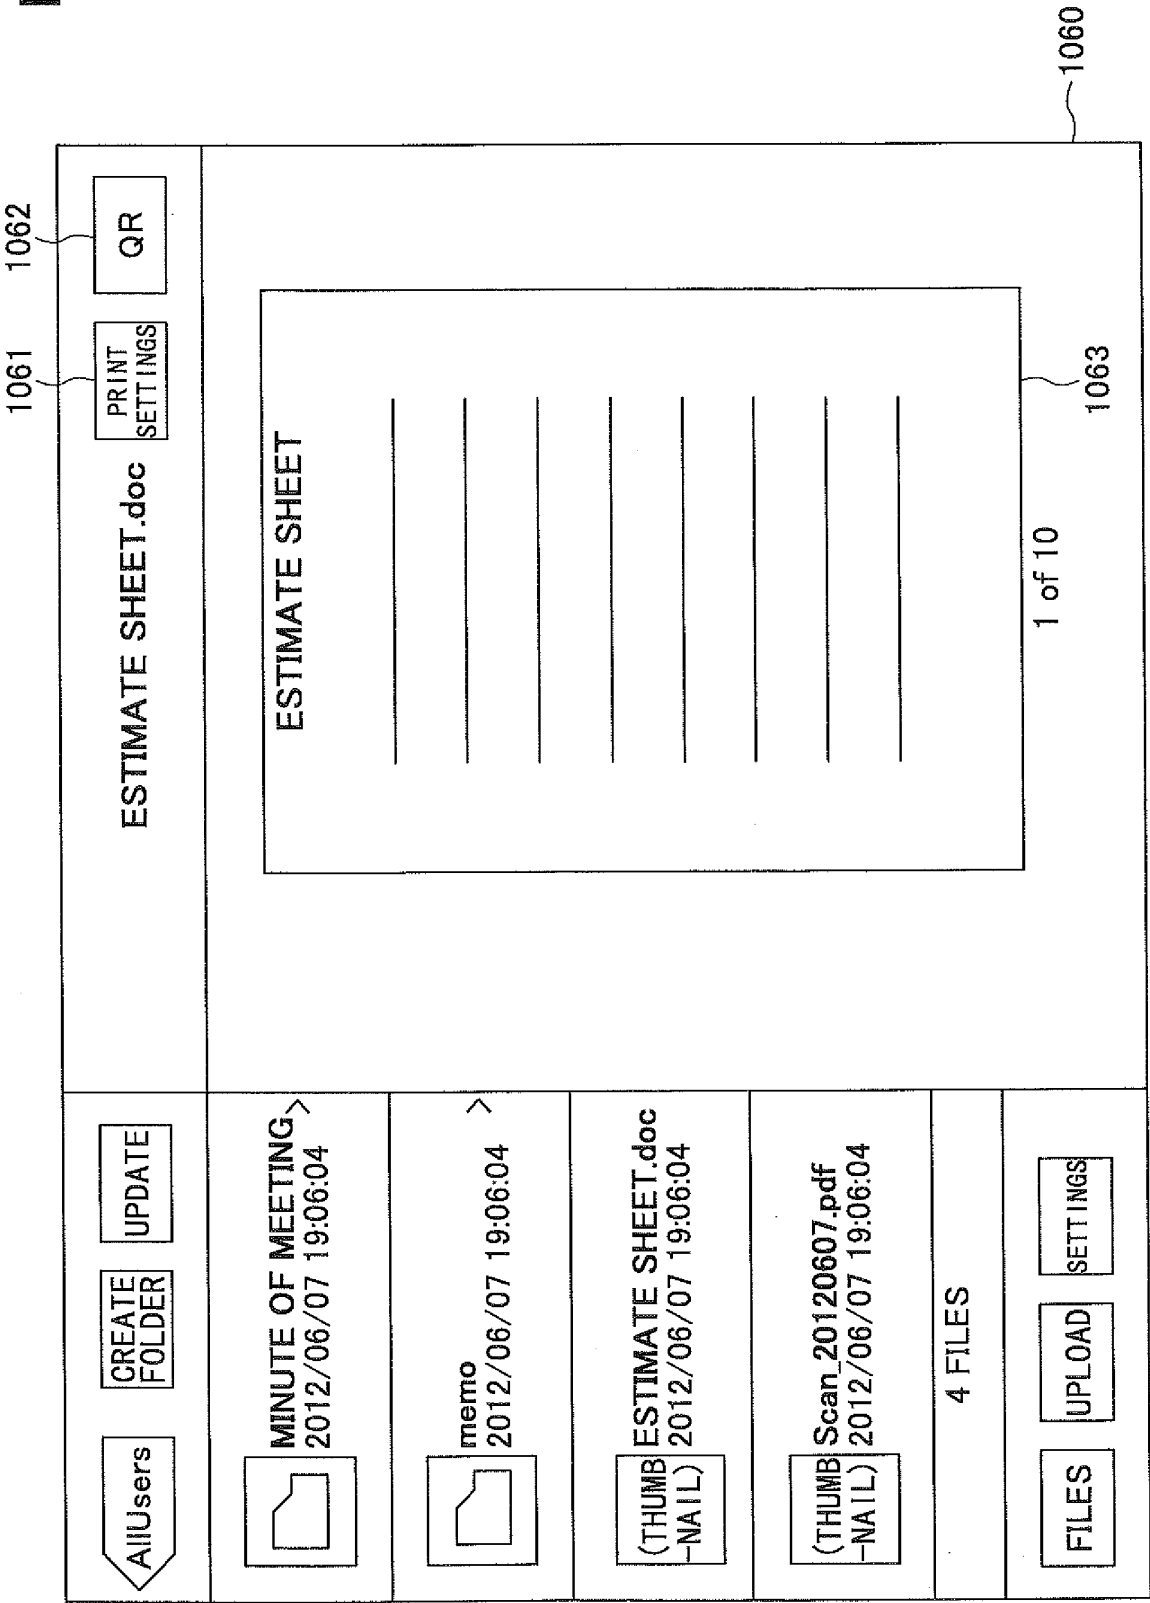 1062
1061
1060
AllUsers
CREATE
FOLDER
UPDATE
ESTIMATE SHEET.doc
PRINT
SETTINGS
QR
MINUTE OF MEETING >
2012/06/07 19:06:04
memo >
2012/06/07 19:06:04
(THUMB
-NAIL)
ESTIMATE SHEET.doc
2012/06/07 19:06:04
(THUMB
-NAIL)
Scan_20120607.pdf
2012/06/07 19:06:04
4 FILES
FILES
UPLOAD
SETTINGS
ESTIMATE SHEET
1 of 10
1063